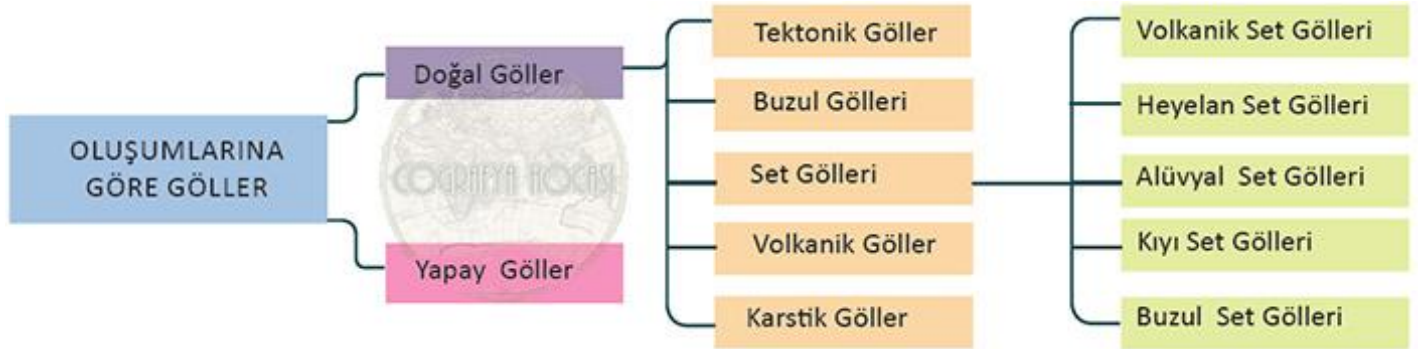 OLUŞUMLARINA
GÖRE GÖLLER
Doğal Göller
Yapay Göller
COĞRAFYA HOCASI
Tektonik Göller
Buzul Gölleri
Set Gölleri
Volkanik Göller
Karstik Göller
Volkanik Set Gölleri
Heyelan Set Gölleri
Alüvyal Set Gölleri
Kıyı Set Gölleri
Buzul Set Gölleri